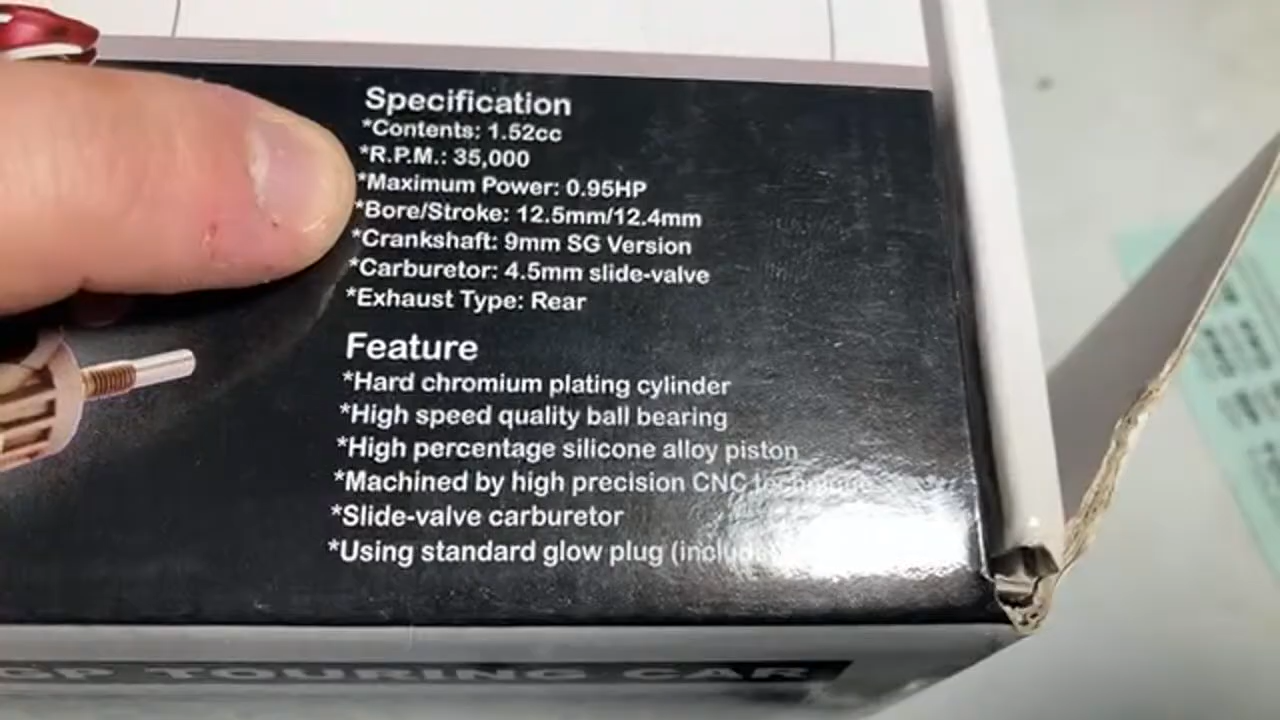 Specification
*Contents: 1.52cc
*R.P.M.: 35,000
*Maximum Power: 0.95HP
*Bore/Stroke: 12.5mm/12.4mm
*Crankshaft: 9mm SG Version
*Carburetor: 4.5mm slide-valve
*Exhaust Type: Rear
Feature
*Hard chromium plating cylinder
*High speed quality ball bearing
*High percentage silicone alloy piston
*Machined by high precision CNC
*Slide-valve carburetor
*Using standard glow plug
GP TOURING CAR